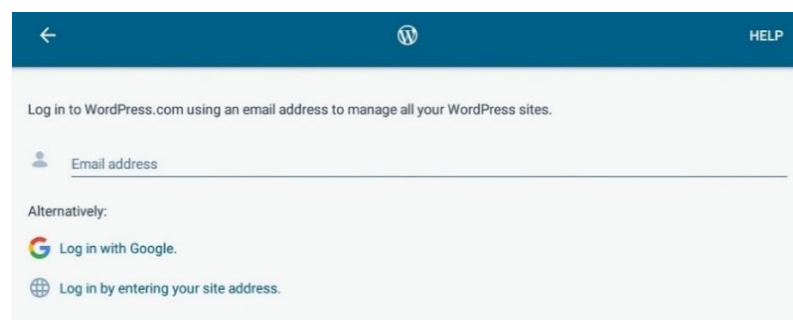 HELP
Log in to WordPress.com using an email address to manage all your WordPress sites.
Email address
Alternatively:
Log in with Google.
Log in by entering your site address.